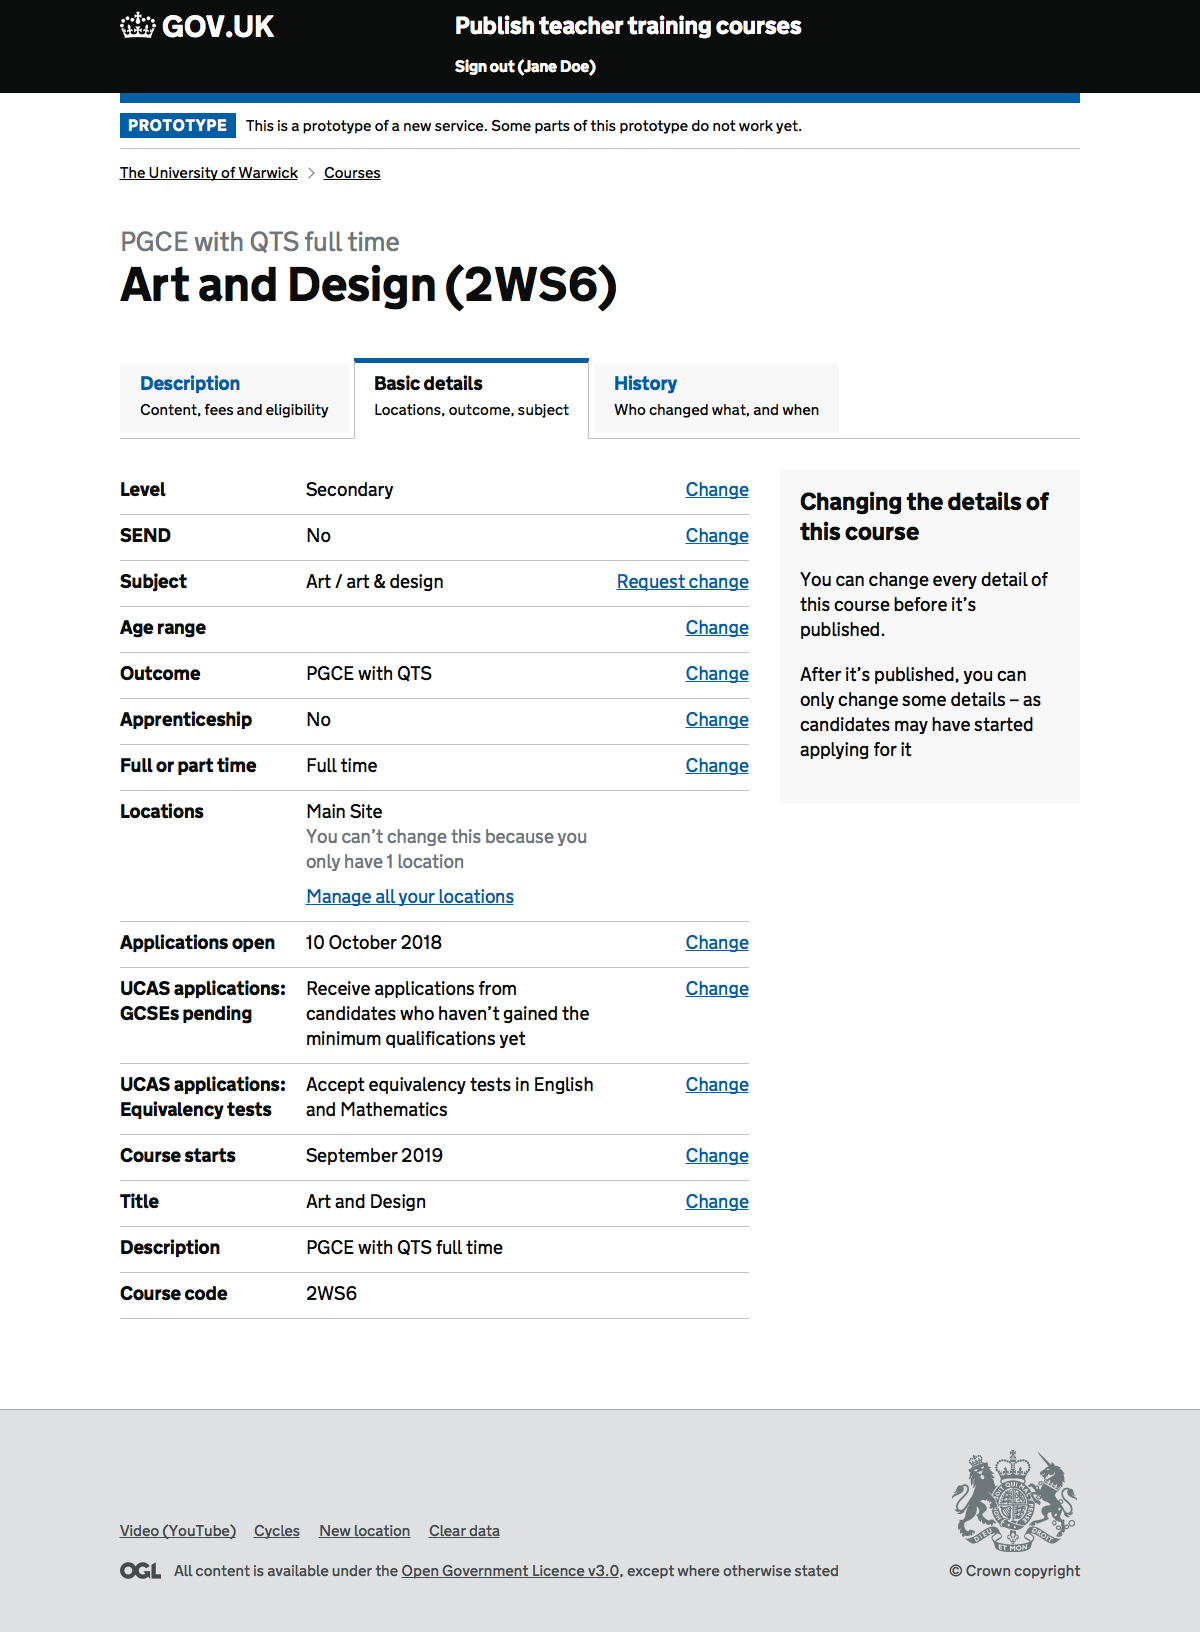 GOV.UK
Publish teacher training courses
Sign out (Jane Doe)
PROTOTYPE This is a prototype of a new service. Some parts of this prototype do not work yet.
The University of Warwick > Courses
PGCE with QTS full time
Art and Design (2WS6)
Description
Content, fees and eligibility
Basic details
Locations, outcome, subject
History
Who changed what, and when
Level Secondary Change
SEND No Change
Subject Art / art & design Request change
Age range Change
Outcome PGCE with QTS Change
Apprenticeship No Change
Full or part time Full time Change
Locations Main Site
You can’t change this because you
only have 1 location
Manage all your locations
Applications open 10 October 2018 Change
UCAS applications: Receive applications from Change
GCSEs pending candidates who haven’t gained the
minimum qualifications yet
UCAS applications: Accept equivalency tests in English Change
Equivalency tests and Mathematics
Course starts September 2019 Change
Title Art and Design Change
Description PGCE with QTS full time
Course code 2WS6
Changing the details of
this course
You can change every detail of
this course before it’s
published.
After it’s published, you can
only change some details – as
candidates may have started
applying for it
Video (YouTube) Cycles New location Clear data
OGL All content is available under the Open Government Licence v3.0, except where otherwise stated
DIEU ET MON DROIT
© Crown copyright